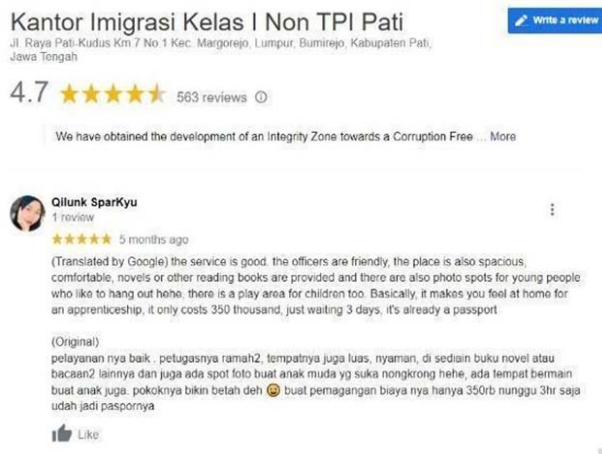 Kantor Imigrasi Kelas I Non TPI Pati
Write a review
Jl. Raya Pati-Kudus Km 7 No 1 Kec. Margorejo, Lumpur, Bumirejo, Kabupaten Pati,
Jawa Tengah
4.7 563 reviews
We have obtained the development of an Integrity Zone towards a Corruption Free ... More
Qilunk SparKyu
1 review
5 months ago
(Translated by Google) the service is good. the officers are friendly, the place is also spacious,
comfortable, novels or other reading books are provided and there are also photo spots for young people
who like to hang out hehe, there is a play area for children too. Basically, it makes you feel at home for
an apprenticeship, it only costs 350 thousand, just waiting 3 days, it's already a passport
(Original)
pelayanan nya baik . petugasnya ramah2, tempatnya juga luas, nyaman, di sediain buku novel atau
bacaan2 lainnya dan juga ada spot foto buat anak muda yg suka nongkrong hehe, ada tempat bermain
buat anak juga. pokoknya bikin betah deh 😄 buat pemagangan biaya nya hanya 350rb nunggu 3hr saja
udah jadi paspornya
Like